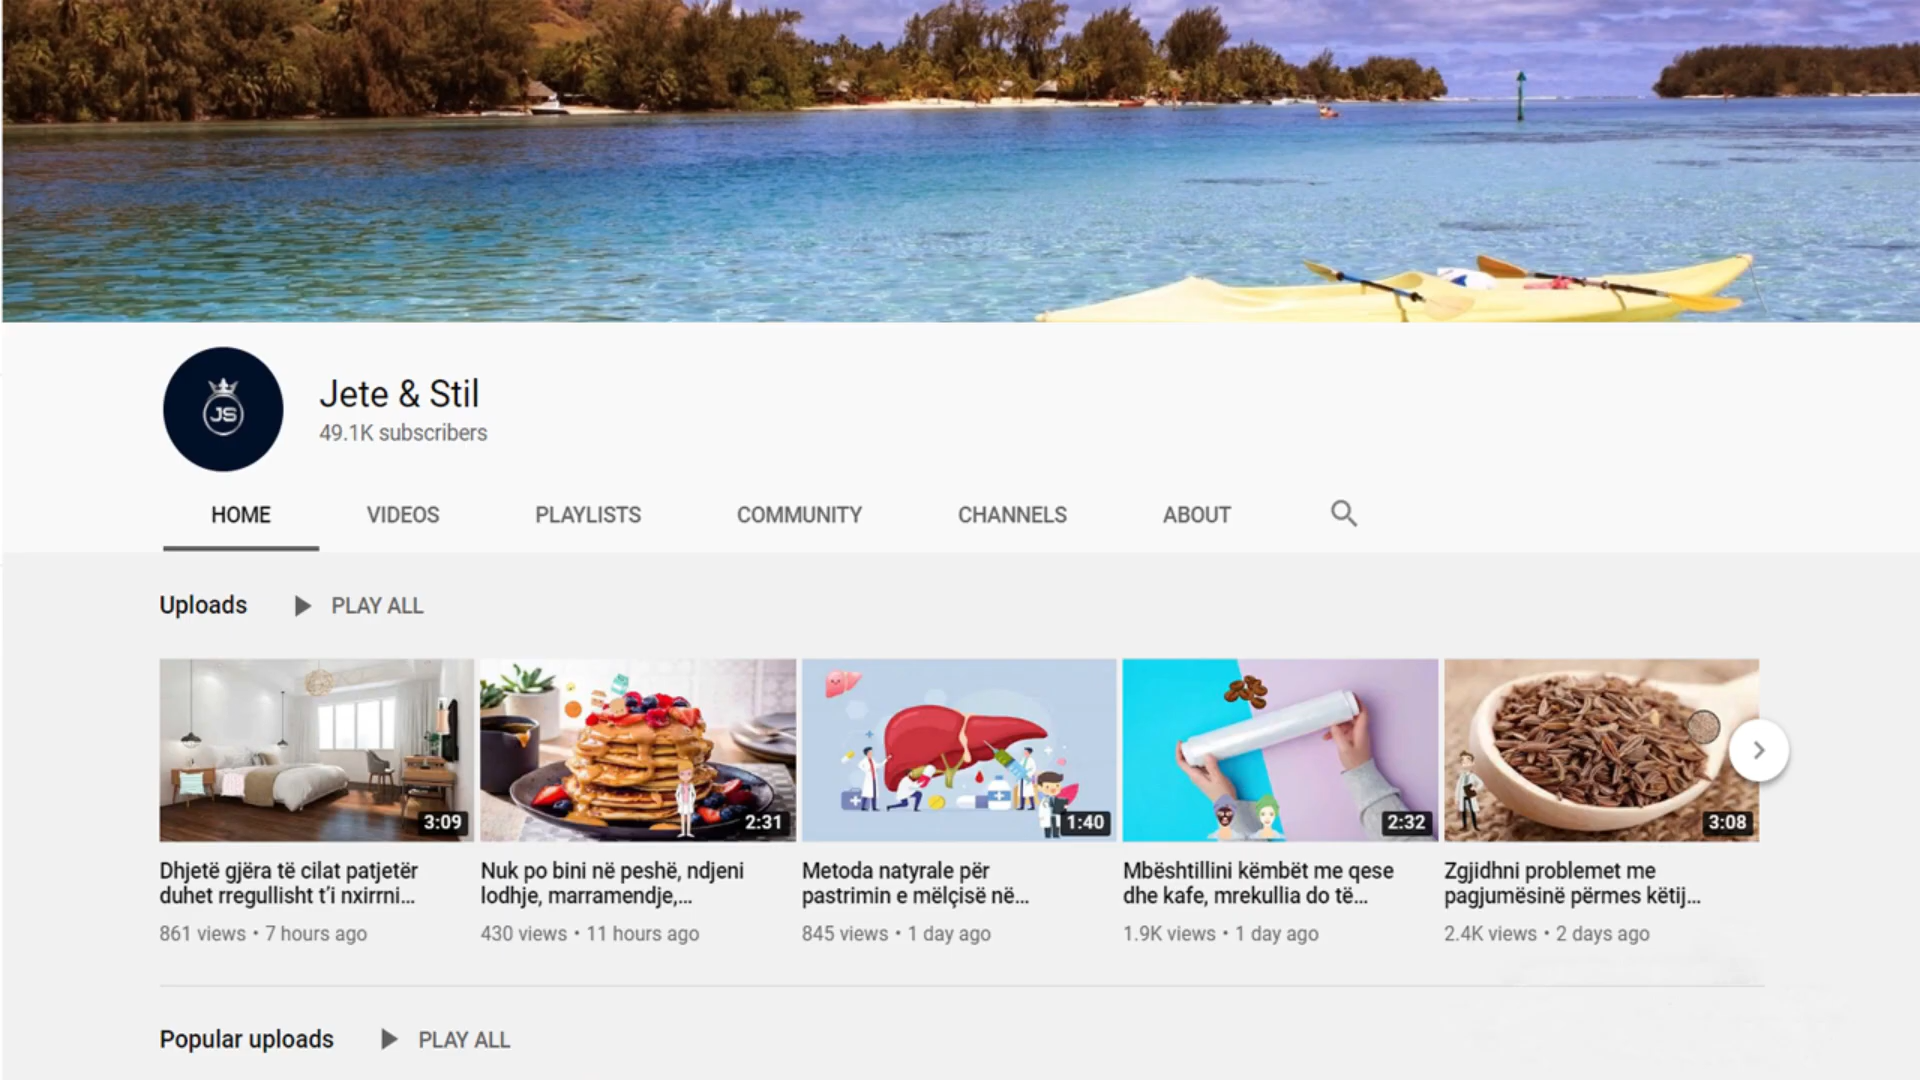 JS
Jete & Stil
49.1K subscribers
HOME VIDEOS PLAYLISTS COMMUNITY CHANNELS ABOUT
Uploads PLAY ALL
3:09 2:31 1:40 2:32 3:08
Dhjetë gjëra të cilat patjetër
duhet rregullisht t’i nxirrni...
861 views • 7 hours ago
Nuk po bini në peshë, ndjeni
lodhje, marramendje,...
430 views • 11 hours ago
Metoda natyrale për
pastrimin e mëlçisë në...
845 views • 1 day ago
Mbështillini këmbët me qese
dhe kafe, mrekullia do të...
1.9K views • 1 day ago
Zgjidhni problemet me
pagjumësinë përmes këtij...
2.4K views • 2 days ago
Popular uploads PLAY ALL